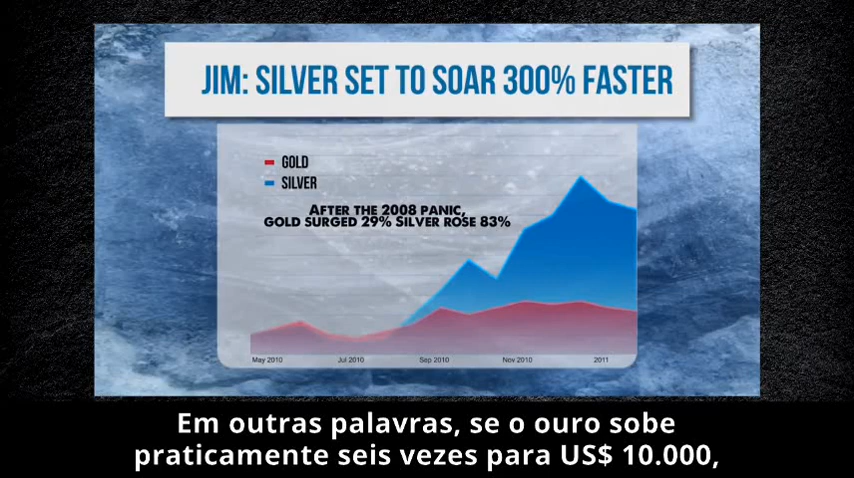 JIM: SILVER SET TO SOAR 300% FASTER
GOLD
SILVER
AFTER THE 2008 PANIC,
GOLD SURGED 29% SILVER ROSE 83%
May 2010 Jul 2010 Sep 2010 Nov 2010 2011
Em outras palavras, se o ouro sobe
praticamente seis vezes para US$ 10.000,